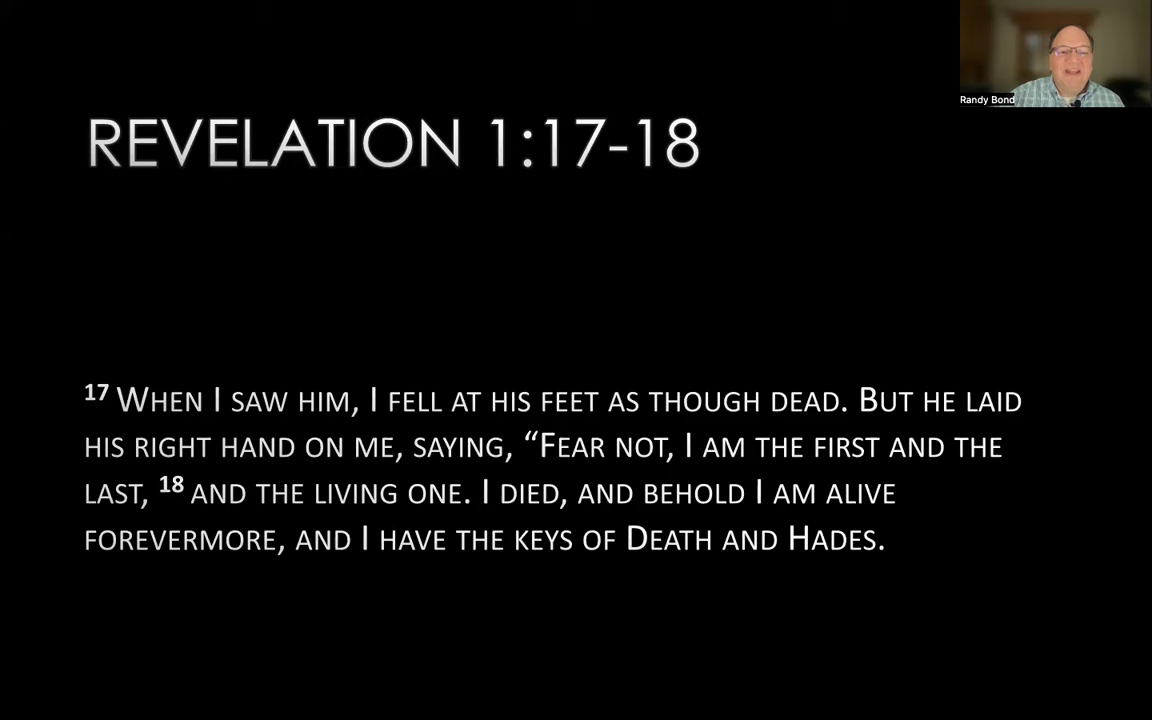 Randy Bond
REVELATION 1:17-18
17 WHEN I SAW HIM, I FELL AT HIS FEET AS THOUGH DEAD. BUT HE LAID
HIS RIGHT HAND ON ME, SAYING, “FEAR NOT, I AM THE FIRST AND THE
LAST, 18 AND THE LIVING ONE. I DIED, AND BEHOLD I AM ALIVE
FOREVERMORE, AND I HAVE THE KEYS OF DEATH AND HADES.